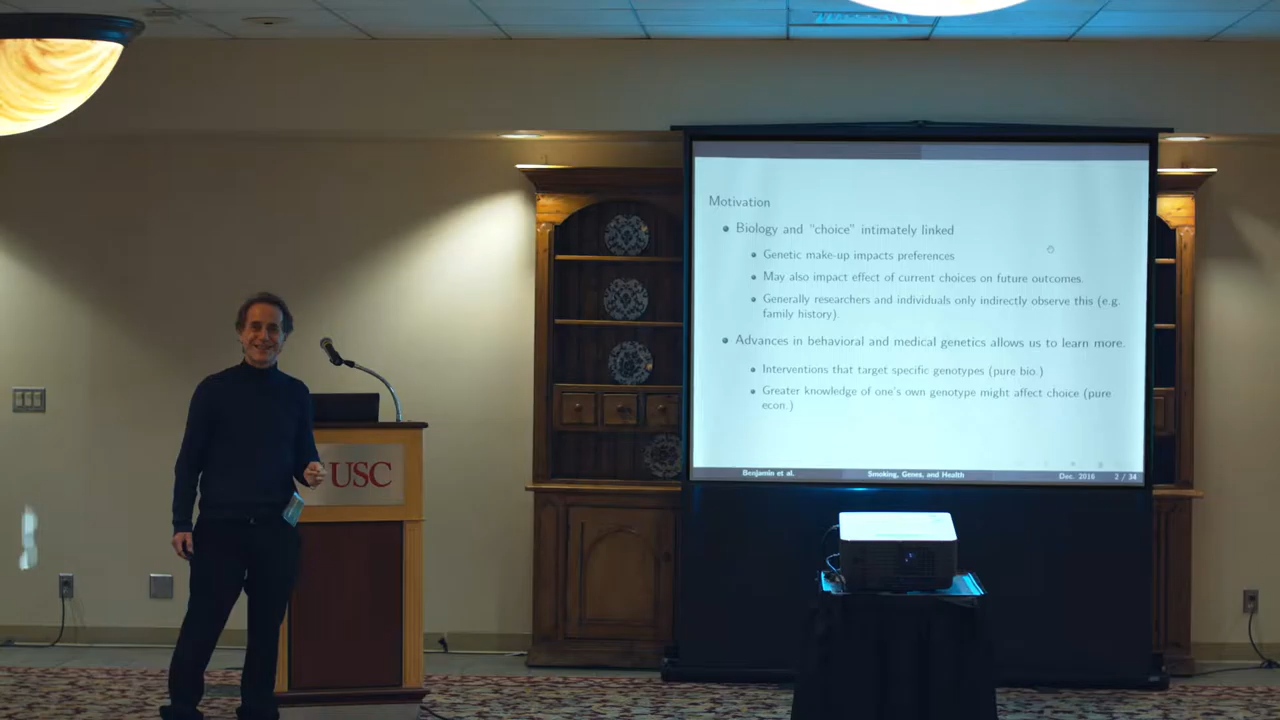 Motivation
Biology and "choice" intimately linked
Genetic make-up impacts preferences
May also impact effect of current choices on future outcomes.
Generally researchers and individuals only indirectly observe this (e.g.
family history).
Advances in behavioral and medical genetics allows us to learn more.
Interventions that target specific genotypes (pure bio.)
Greater knowledge of one's own genotype might affect choice (pure
econ.)
Benjamin et al. Smoking, Genes, and Health Dec. 2016 2 / 34
USC